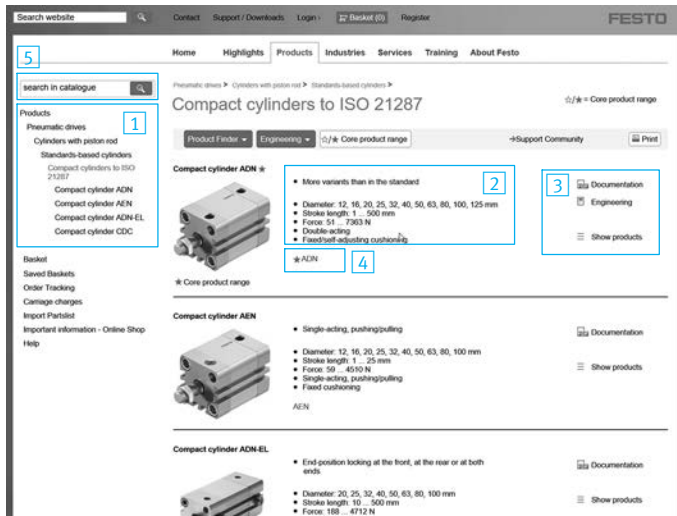 Search website
Contact Support / Downloads Login Basket (0) Register
FESTO
Home Highlights Products Industries Services Training About Festo
5
search in catalogue
1
Products
Pneumatic drives
Cylinders with piston rod
Standards-based cylinders
Compact cylinders to ISO
21287
Compact cylinder ADN
Compact cylinder AEN
Compact cylinder ADN-EL
Compact cylinder CDC
Basket
Saved Baskets
Order Tracking
Carriage charges
Import Partslist
Important information - Online Shop
Help
Pneumatic drives > Cylinders with piston rod > Standards-based cylinders >
Compact cylinders to ISO 21287
☆/★ = Core product range
Product Finder Engineering ☆/★ Core product range
→Support Community Print
Compact cylinder ADN ★
2
• More variants than in the standard
• Diameter: 12, 16, 20, 25, 32, 40, 50, 63, 80, 100, 125 mm
• Stroke length: 1 ... 500 mm
• Force: 51 ... 7363 N
• Double-acting
• Fixed/self-adjusting cushioning
★ADN
4
3
Documentation
Engineering
Show products
★ Core product range
Compact cylinder AEN
• Single-acting, pushing/pulling
• Diameter: 12, 16, 20, 25, 32, 40, 50, 63, 80, 100 mm
• Stroke length: 1 ... 25 mm
• Force: 59 ... 4510 N
• Single-acting, pushing/pulling
• Fixed cushioning
AEN
Documentation
Show products
Compact cylinder ADN-EL
• End-position locking at the front, at the rear or at both
ends
• Diameter: 20, 25, 32, 40, 50, 63, 80, 100 mm
• Stroke length: 10 ... 500 mm
• Force: 188 ... 4712 N
Documentation
Show products